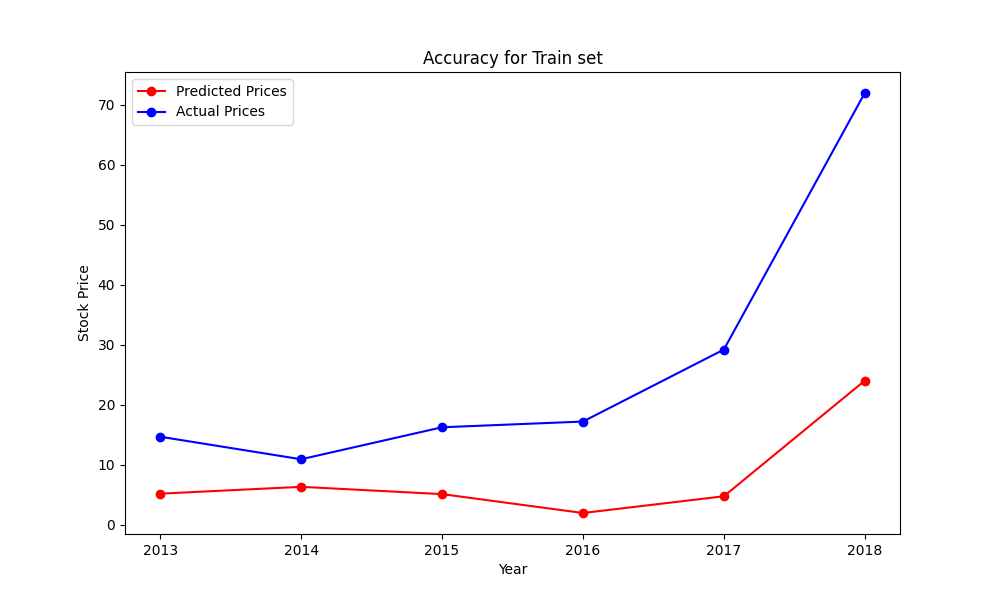 Accuracy for Train set
Predicted Prices
Actual Prices
Stock Price
70
60
50
40
30
20
10
0
2013 2014 2015 2016 2017 2018
Year